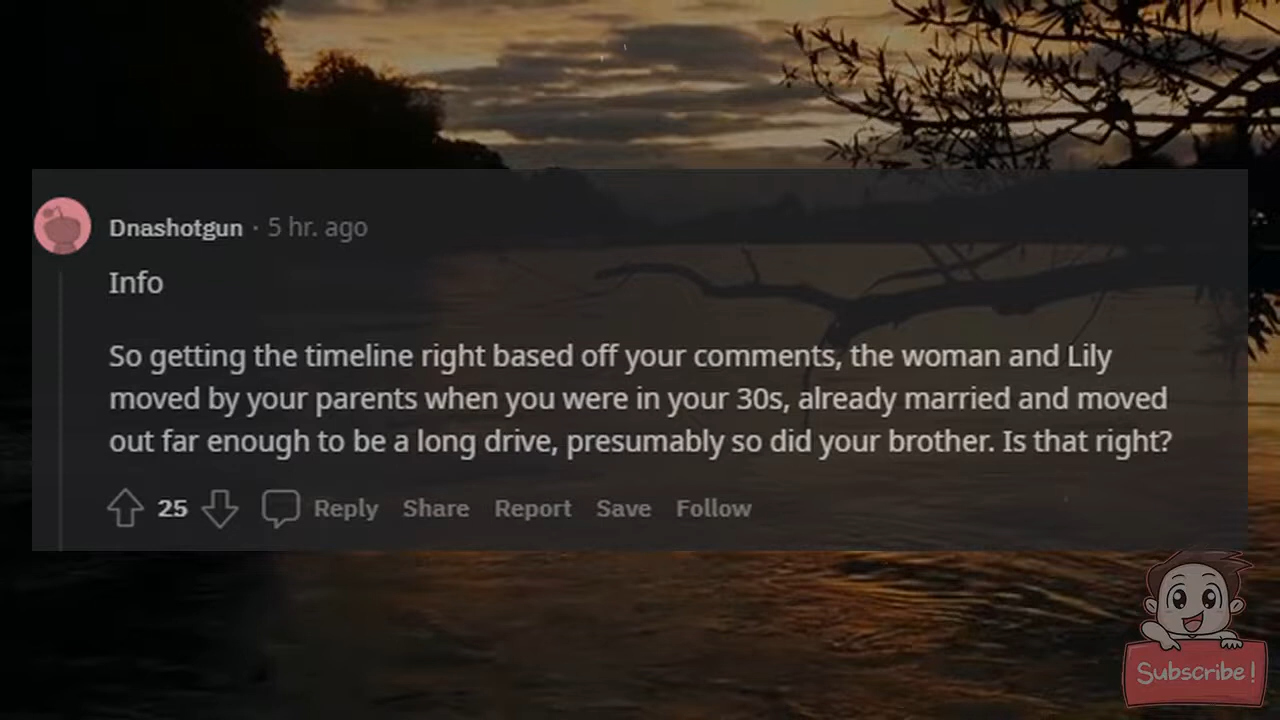 Dnashotgun · 5 hr. ago
Info
So getting the timeline right based off your comments, the woman and Lily
moved by your parents when you were in your 30s, already married and moved
out far enough to be a long drive, presumably so did your brother. Is that right?
25 Reply Share Report Save Follow
Subscribe!